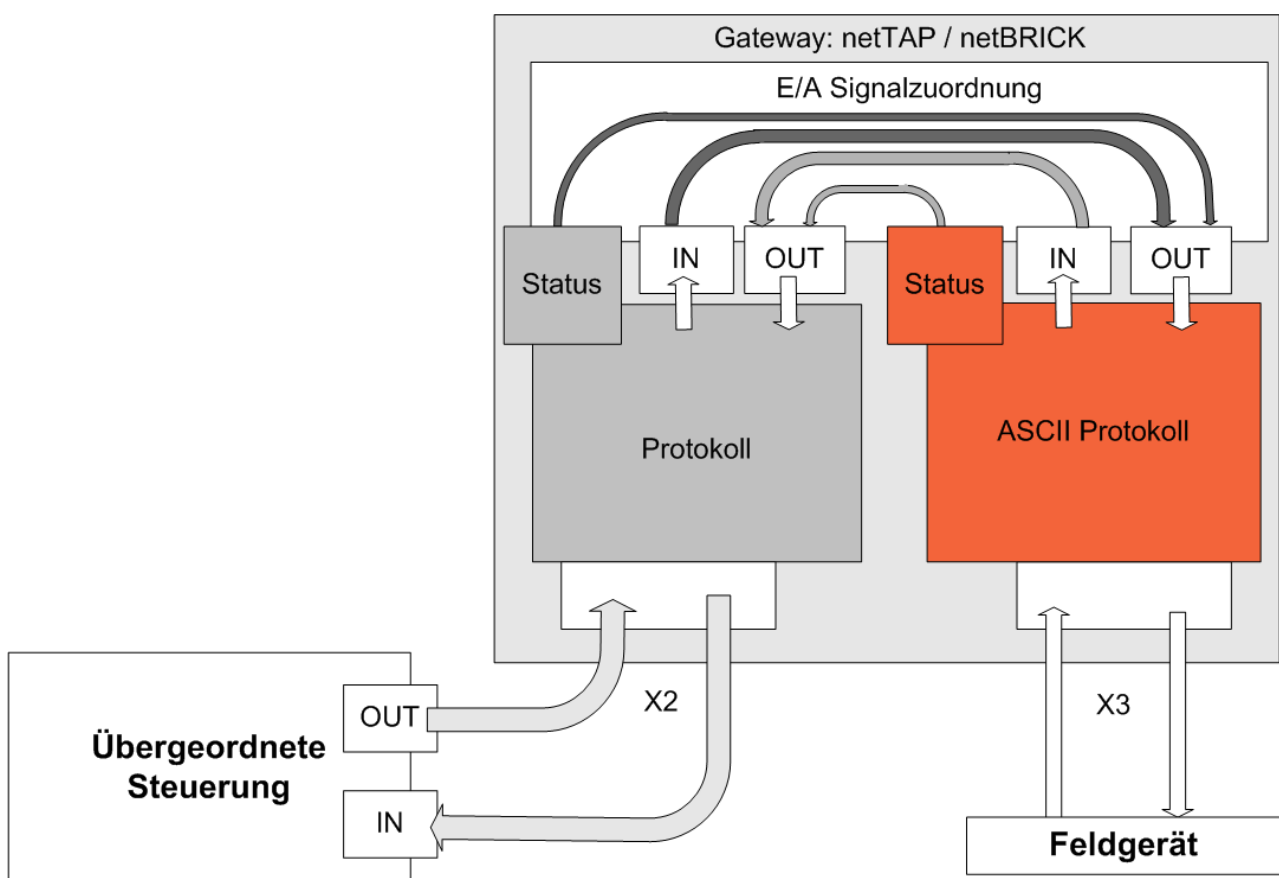 Gateway: netTAP / netBRICK
E/A Signalzuordnung
Status
IN
OUT
Status
IN
OUT
Protokoll
ASCII Protokoll
X2
X3
OUT
Übergeordnete
Steuerung
IN
Feldgerät